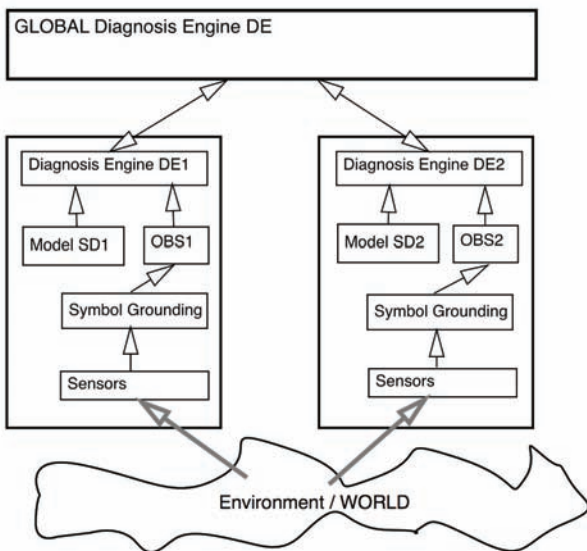 GLOBAL Diagnosis Engine DE
Diagnosis Engine DE1
Model SD1
OBS1
Symbol Grounding
Sensors
Diagnosis Engine DE2
Model SD2
OBS2
Symbol Grounding
Sensors
Environment / WORLD